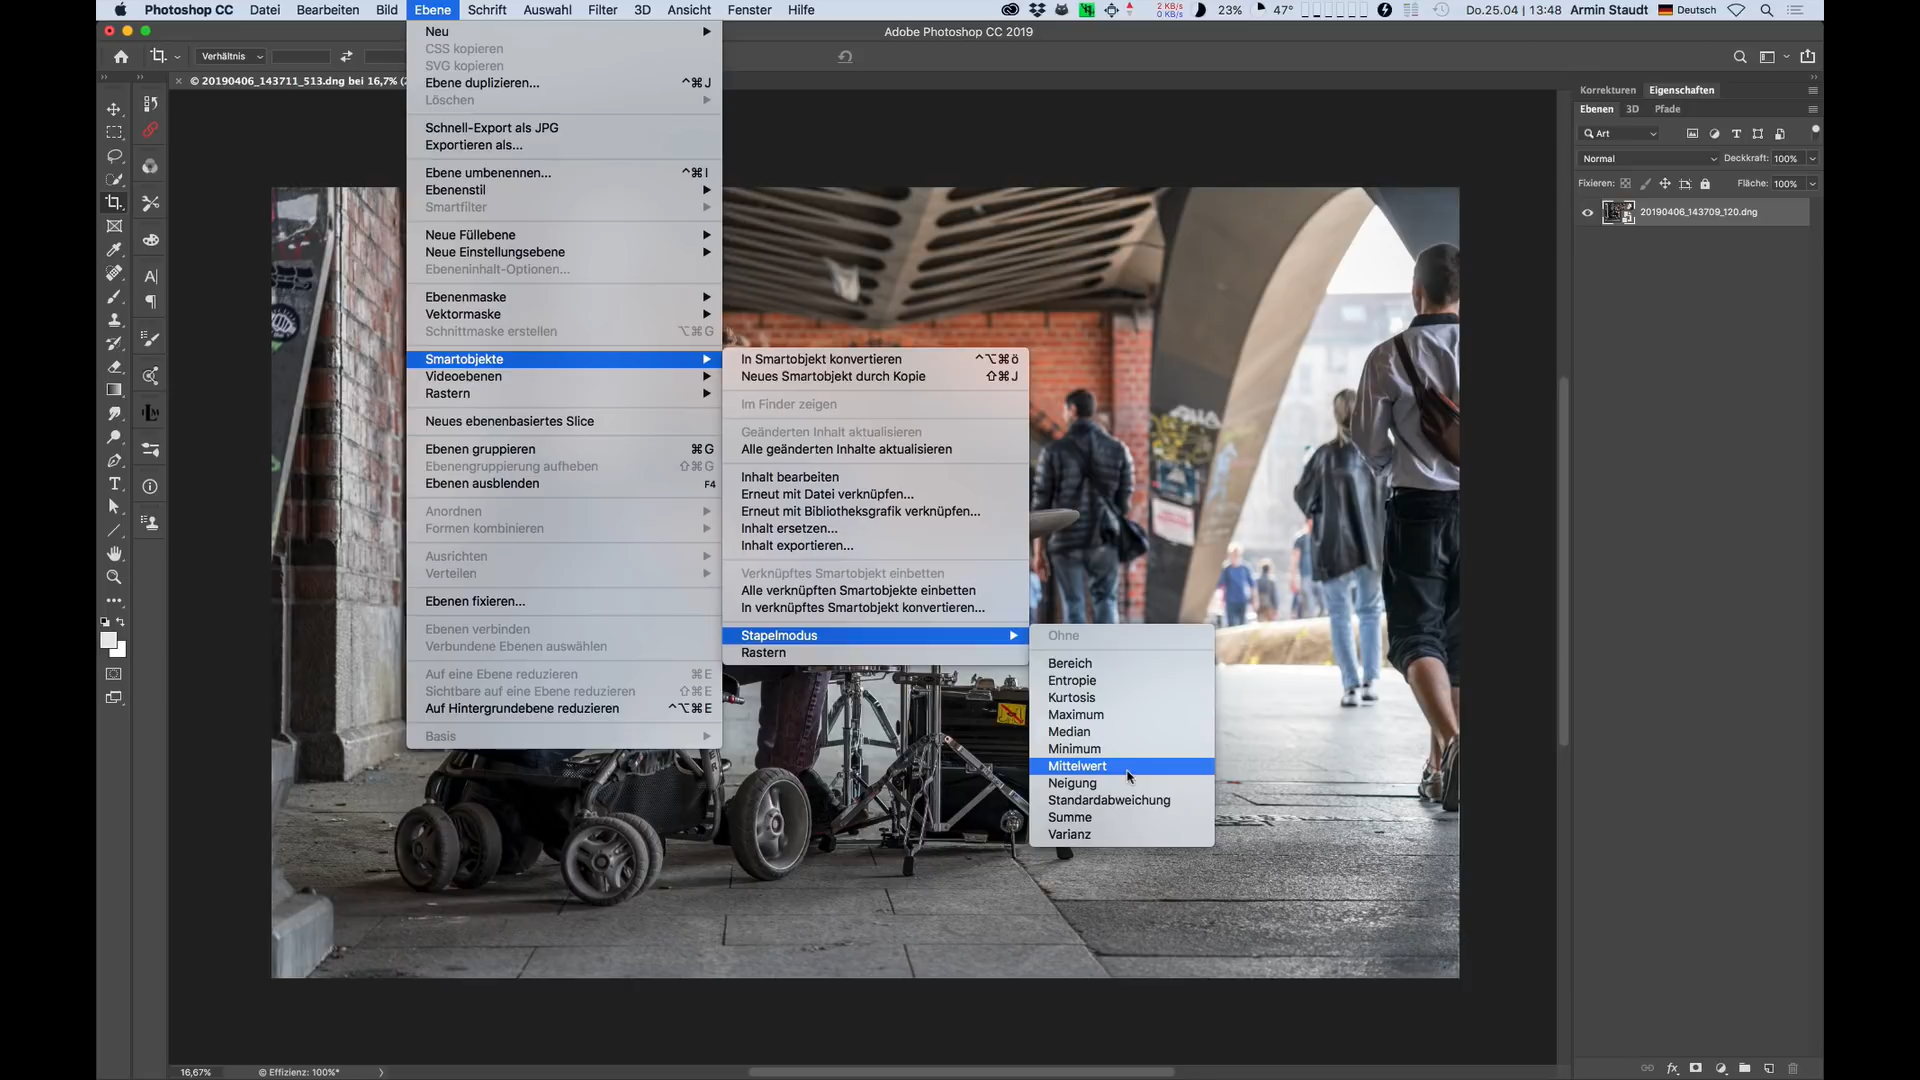 Photoshop CC Datei Bearbeiten Bild Ebene Schrift Auswahl Filter 3D Ansicht Fenster Hilfe 2 KB/s 0 KB/s 23% 47° Do.25.04 | 13:48 Armin Staudt Deutsch
Adobe Photoshop CC 2019
Verhältnis
© 20190406_143711_513.dng bei 16,7%
Neu
CSS kopieren
SVG kopieren
Ebene duplizieren... ^⌘J
Löschen
Schnell-Export als JPG
Exportieren als...
Ebene umbenennen... ^⌘I
Ebenenstil
Smartfilter
Neue Füllebene
Neue Einstellungsebene
Ebeneninhalt-Optionen...
Ebenenmaske
Vektormaske
Schnittmaske erstellen ⌥⌘G
Smartobjekte
Videoebenen
Rastern
Neues ebenenbasiertes Slice
Ebenen gruppieren ⌘G
Ebenengruppierung aufheben ⇧⌘G
Ebenen ausblenden F4
Anordnen
Formen kombinieren
Ausrichten
Verteilen
Ebenen fixieren...
Ebenen verbinden
Verbundene Ebenen auswählen
Auf eine Ebene reduzieren ⌘E
Sichtbare auf eine Ebene reduzieren ⇧⌘E
Auf Hintergrundebene reduzieren ^⌥⌘E
Basis
In Smartobjekt konvertieren ^⌥⌘ö
Neues Smartobjekt durch Kopie ⇧⌘J
Im Finder zeigen
Geänderten Inhalt aktualisieren
Alle geänderten Inhalte aktualisieren
Inhalt bearbeiten
Erneut mit Datei verknüpfen...
Erneut mit Bibliotheksgrafik verknüpfen...
Inhalt ersetzen...
Inhalt exportieren...
Verknüpftes Smartobjekt einbetten
Alle verknüpften Smartobjekte einbetten
In verknüpftes Smartobjekt konvertieren...
Stapelmodus
Rastern
Ohne
Bereich
Entropie
Kurtosis
Maximum
Median
Minimum
Mittelwert
Neigung
Standardabweichung
Summe
Varianz
Korrekturen Eigenschaften
Ebenen 3D Pfade
Art
Normal Deckkraft: 100%
Fixieren: Fläche: 100%
20190406_143709_120.dng
16,67% © Effizienz: 100%*